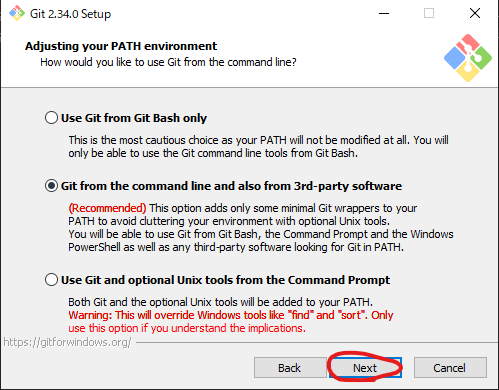 Git 2.34.0 Setup
Adjusting your PATH environment
How would you like to use Git from the command line?
Use Git from Git Bash only
This is the most cautious choice as your PATH will not be modified at all. You will
only be able to use the Git command line tools from Git Bash.
Git from the command line and also from 3rd-party software
(Recommended) This option adds only some minimal Git wrappers to your
PATH to avoid cluttering your environment with optional Unix tools.
You will be able to use Git from Git Bash, the Command Prompt and the Windows
PowerShell as well as any third-party software looking for Git in PATH.
Use Git and optional Unix tools from the Command Prompt
Both Git and the optional Unix tools will be added to your PATH.
Warning: This will override Windows tools like "find" and "sort". Only
use this option if you understand the implications.
https://gitforwindows.org/
Back Next Cancel